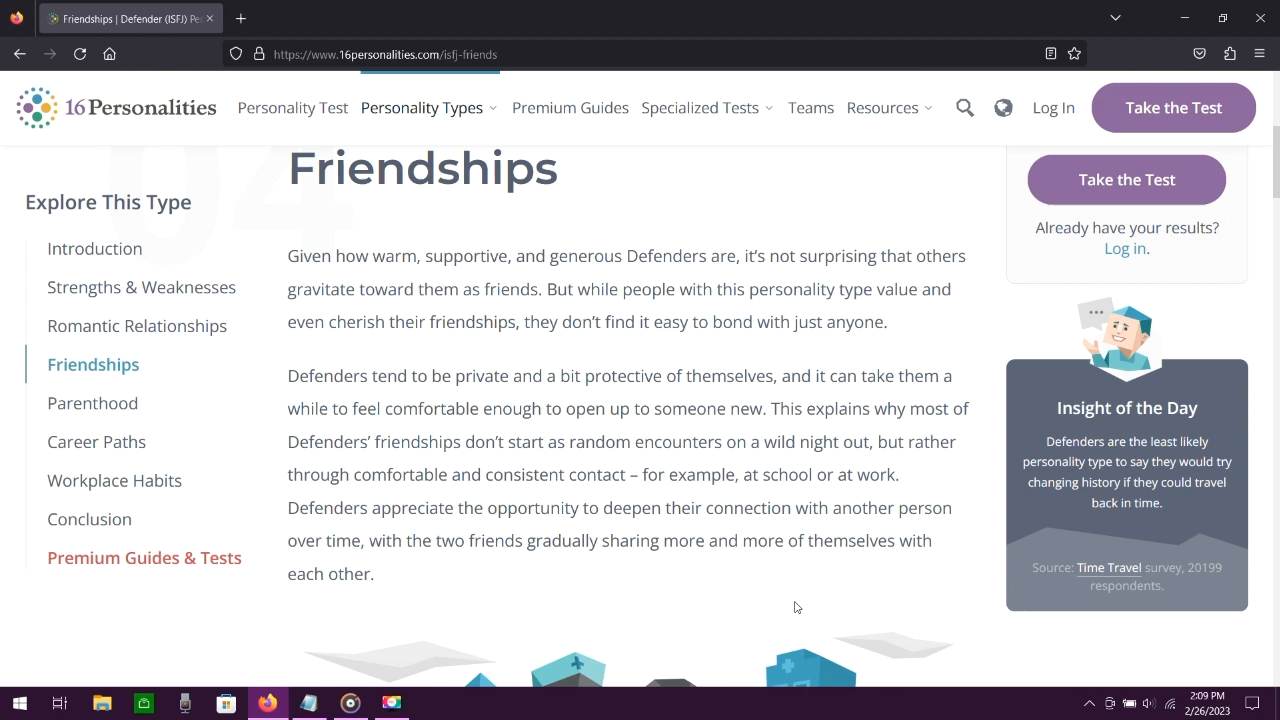 Friendships | Defender (ISFJ) Pe
https://www.16personalities.com/isfj-friends
16Personalities
Personality Test
Personality Types
Premium Guides
Specialized Tests
Teams
Resources
Log In
Take the Test
04
Friendships
Explore This Type
Introduction
Strengths & Weaknesses
Romantic Relationships
Friendships
Parenthood
Career Paths
Workplace Habits
Conclusion
Premium Guides & Tests
Given how warm, supportive, and generous Defenders are, it’s not surprising that others
gravitate toward them as friends. But while people with this personality type value and
even cherish their friendships, they don’t find it easy to bond with just anyone.
Defenders tend to be private and a bit protective of themselves, and it can take them a
while to feel comfortable enough to open up to someone new. This explains why most of
Defenders’ friendships don’t start as random encounters on a wild night out, but rather
through comfortable and consistent contact – for example, at school or at work.
Defenders appreciate the opportunity to deepen their connection with another person
over time, with the two friends gradually sharing more and more of themselves with
each other.
Take the Test
Already have your results?
Log in.
Insight of the Day
Defenders are the least likely
personality type to say they would try
changing history if they could travel
back in time.
Source: Time Travel survey, 20199
respondents.
2:09 PM
2/26/2023